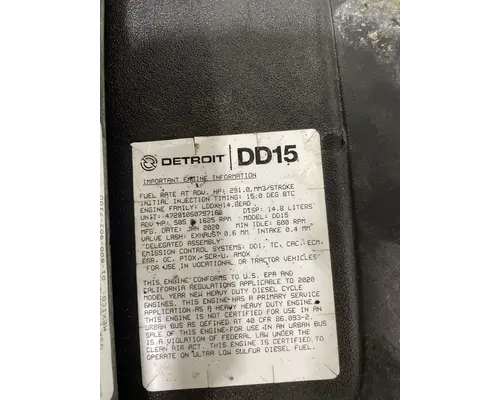 DETROIT | DD15
IMPORTANT ENGINE INFORMATION
FUEL RATE AT ADV. HP: 291.0 MM3/STROKE
INITIAL INJECTION TIMING: 15.0 DEG BTC
ENGINE FAMILY: LDDXH14.8EAD DISP: 14.8 LITERS
UNIT: 472910S0757168
ADV HP: 505 @ 1625 RPM MODEL: DD15
MFG. DATE: JAN 2020 MIN IDLE: 600 RPM
VALVE LASH: EXHAUST 0.6 MM INTAKE 0.4 MM
"DELEGATED ASSEMBLY"
EMISSION CONTROL SYSTEMS: DDI, TC, CAC, ECM,
EGR, OC, PTOX, SCR-U, AMOX
"FOR USE IN VOCATIONAL OR TRACTOR VEHICLES"
THIS ENGINE CONFORMS TO U.S. EPA AND
CALIFORNIA REGULATIONS APPLICABLE TO 2020
MODEL YEAR NEW HEAVY DUTY DIESEL CYCLE
ENGINES. THIS ENGINE HAS A PRIMARY SERVICE
APPLICATION AS A HEAVY HEAVY DUTY ENGINE.
THIS ENGINE IS NOT CERTIFIED FOR USE IN AN
URBAN BUS AS DEFINED AT 40 CFR 86.093-2.
SALE OF THIS ENGINE FOR USE IN AN URBAN BUS
IS A VIOLATION OF FEDERAL LAW UNDER THE
CLEAN AIR ACT. THIS ENGINE IS CERTIFIED TO
OPERATE ON ULTRA LOW SULFUR DIESEL FUEL.